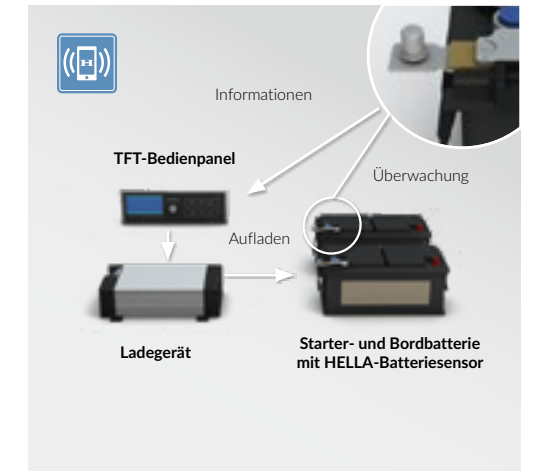 Informationen
TFT-Bedienpanel
Überwachung
Aufladen
Ladegerät
Starter- und Bordbatterie
mit HELLA-Batteriesensor